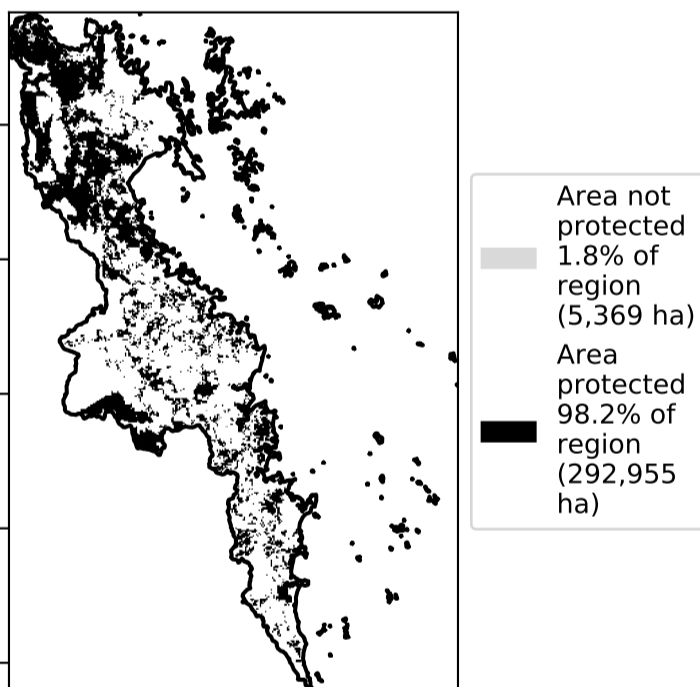 Area not
protected
1.8% of
region
(5,369 ha)
Area
protected
98.2% of
region
(292,955
ha)